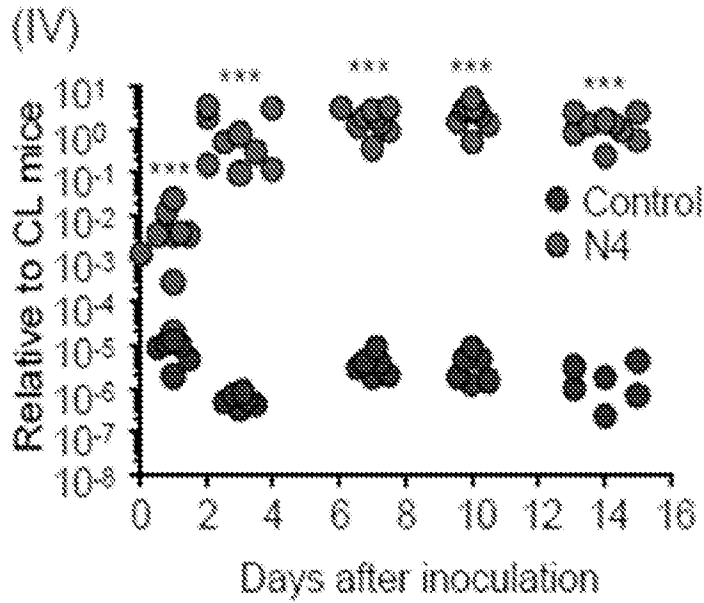 (IV)
Relative to CL mice
10¹
10⁰
10⁻¹
10⁻²
10⁻³
10⁻⁴
10⁻⁵
10⁻⁶
10⁻⁷
10⁻⁸
***
***
***
***
***
Control
N4
0 2 4 6 8 10 12 14 16
Days after inoculation